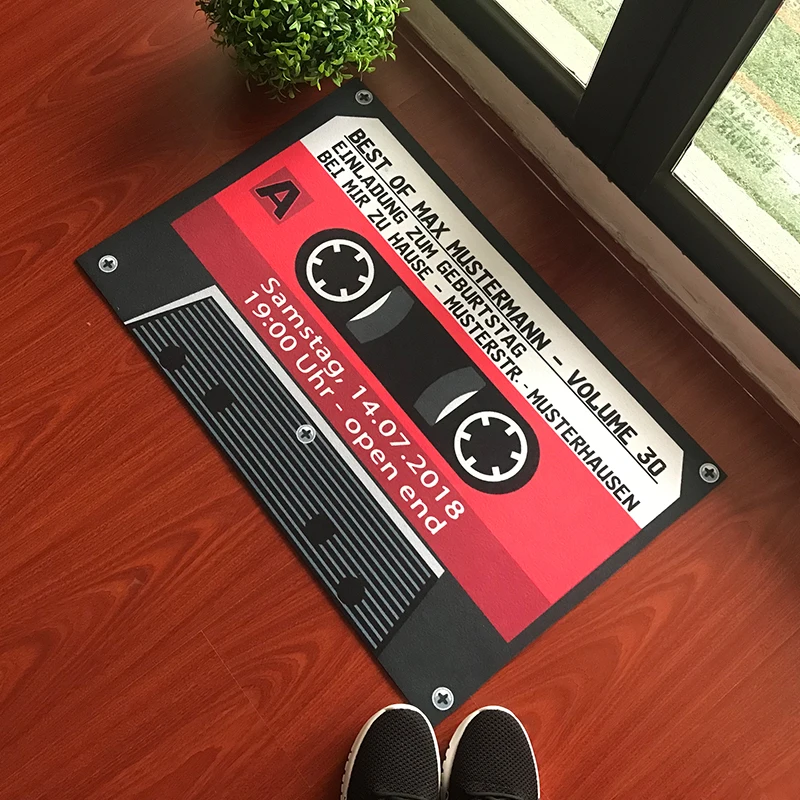 BEST OF MAX MUSTERMANN - VOLUME 30
EINLADUNG ZUM GEBURTSTAG
BEI MIR ZU HAUSE - MUSTERSTR.- MUSTERHAUSEN
A
Samstag, 14.07.2018
19:00 Uhr - open end